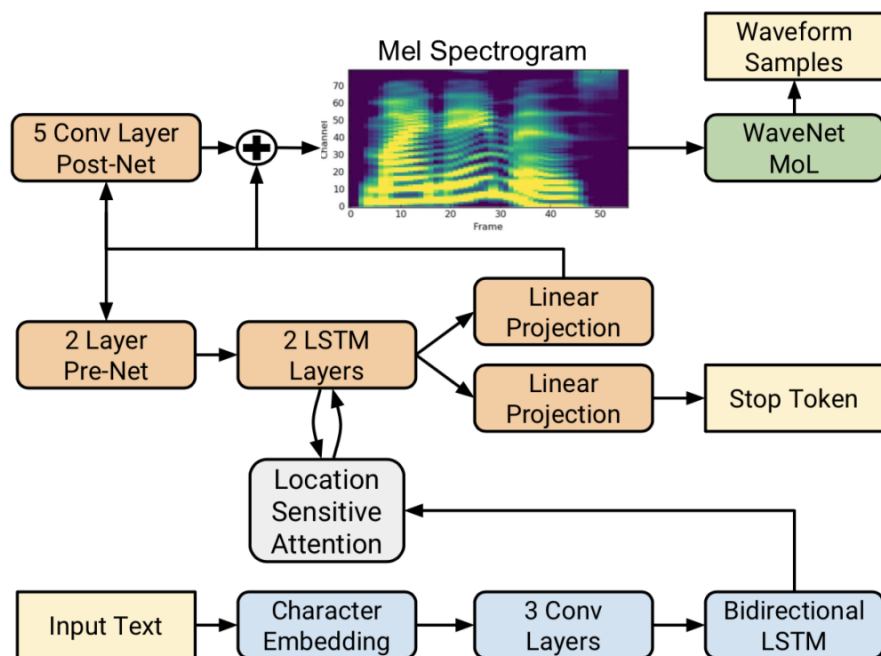 Waveform
Samples
Mel Spectrogram
70
60
50
40
30
20
10
0
Channel
0 10 20 30 40 50
Frame
5 Conv Layer
Post-Net
WaveNet
MoL
2 Layer
Pre-Net
2 LSTM
Layers
Linear
Projection
Linear
Projection
Stop Token
Location
Sensitive
Attention
Input Text
Character
Embedding
3 Conv
Layers
Bidirectional
LSTM